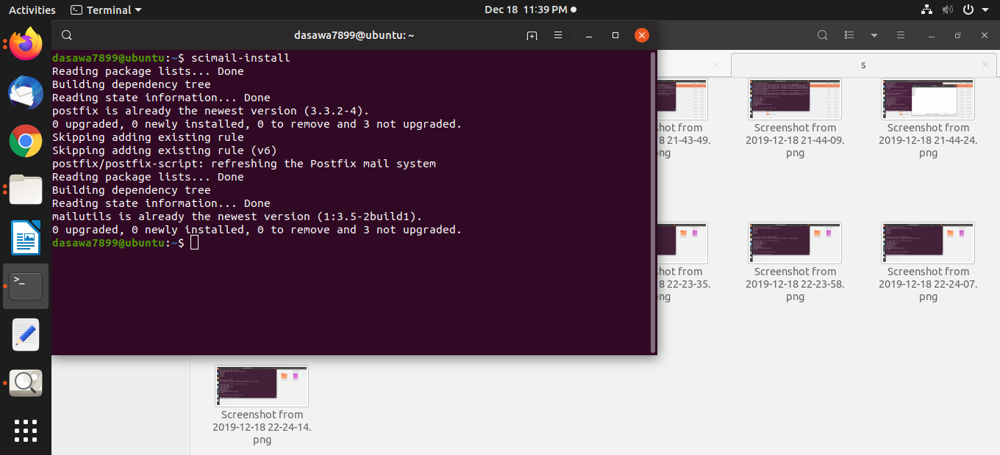 Activities
Terminal
Dec 18 11:39 PM
dasawa7899@ubuntu: ~
dasawa7899@ubuntu:~$ scimail-install
Reading package lists... Done
Building dependency tree
Reading state information... Done
postfix is already the newest version (3.3.2-4).
0 upgraded, 0 newly installed, 0 to remove and 3 not upgraded.
Skipping adding existing rule
Skipping adding existing rule (v6)
postfix/postfix-script: refreshing the Postfix mail system
Reading package lists... Done
Building dependency tree
Reading state information... Done
mailutils is already the newest version (1:3.5-2build1).
0 upgraded, 0 newly installed, 0 to remove and 3 not upgraded.
dasawa7899@ubuntu:~$
>_
s
hot from
8 21-43-49.
ng
Screenshot from
2019-12-18 21-44-09.
png
Screenshot from
2019-12-18 21-44-24.
png
hot from
8 22-23-35.
ng
Screenshot from
2019-12-18 22-23-58.
png
Screenshot from
2019-12-18 22-24-07.
png
Screenshot from
2019-12-18 22-24-14.
png